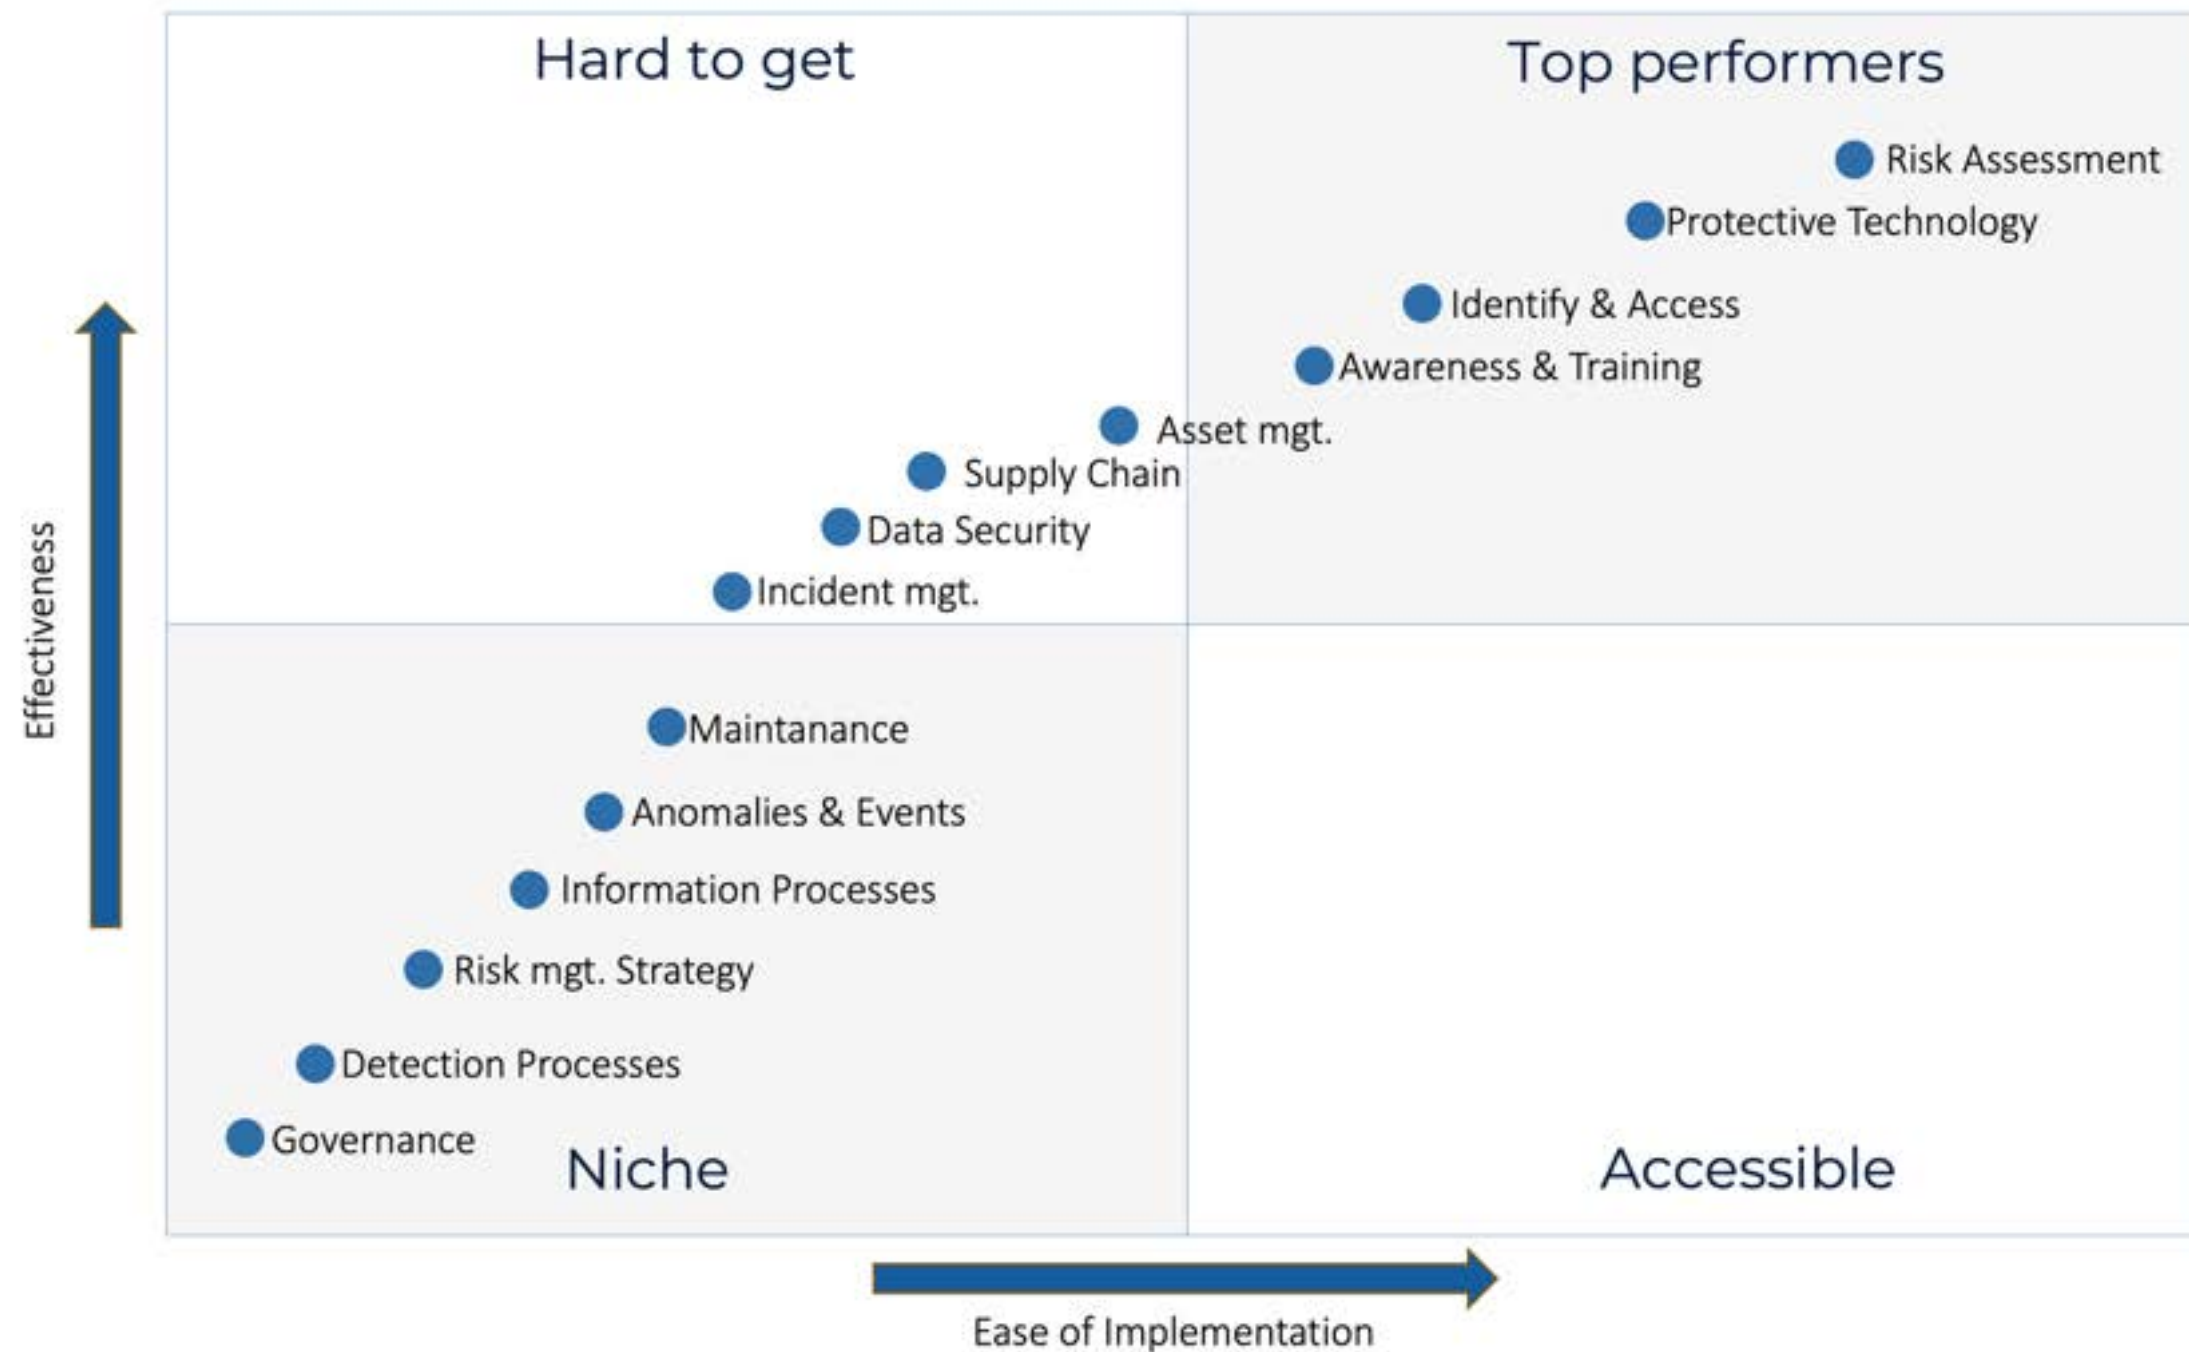 Hard to get
Top performers
Risk Assessment
Protective Technology
Identify & Access
Awareness & Training
Asset mgt.
Supply Chain
Data Security
Incident mgt.
Effectiveness
Maintanance
Anomalies & Events
Information Processes
Risk mgt. Strategy
Detection Processes
Governance
Niche
Accessible
Ease of Implementation